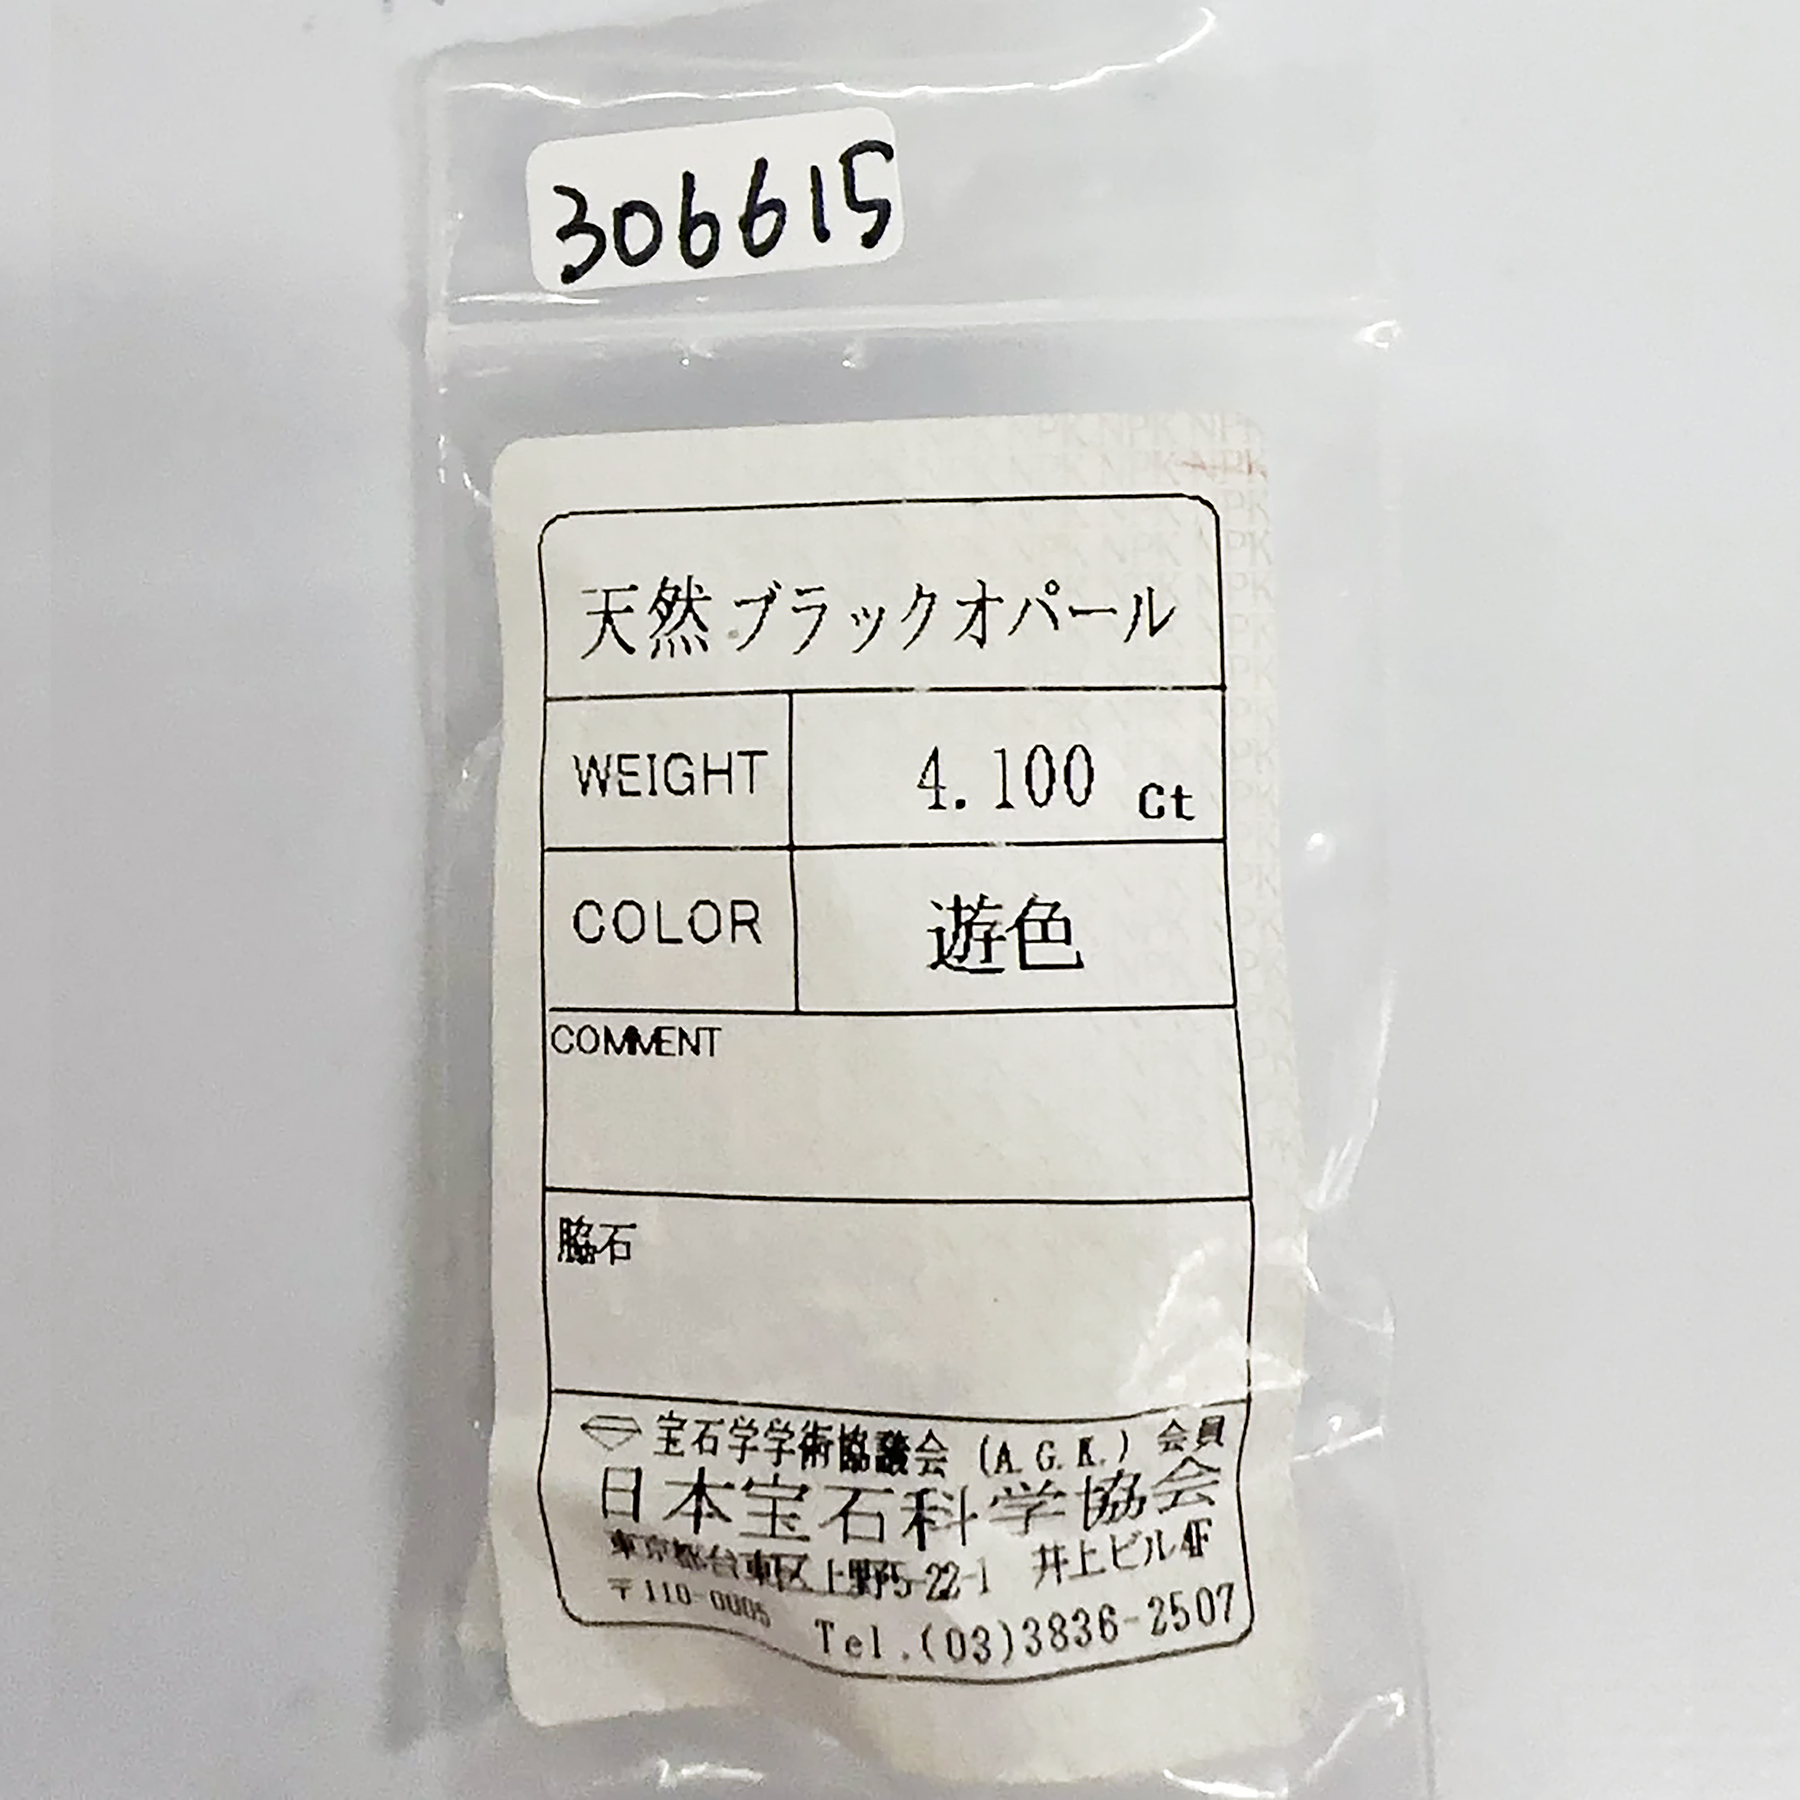 306615
天然ブラックオパール
WEIGHT 4.100 ct
COLOR 遊色
COMMENT
脇石
宝石学学術協議会 (A.G.K.) 会員
日本宝石科学協会
東京都台東区上野5-22-1 井上ビル4F
〒110-0005 Tel.(03)3836-2507